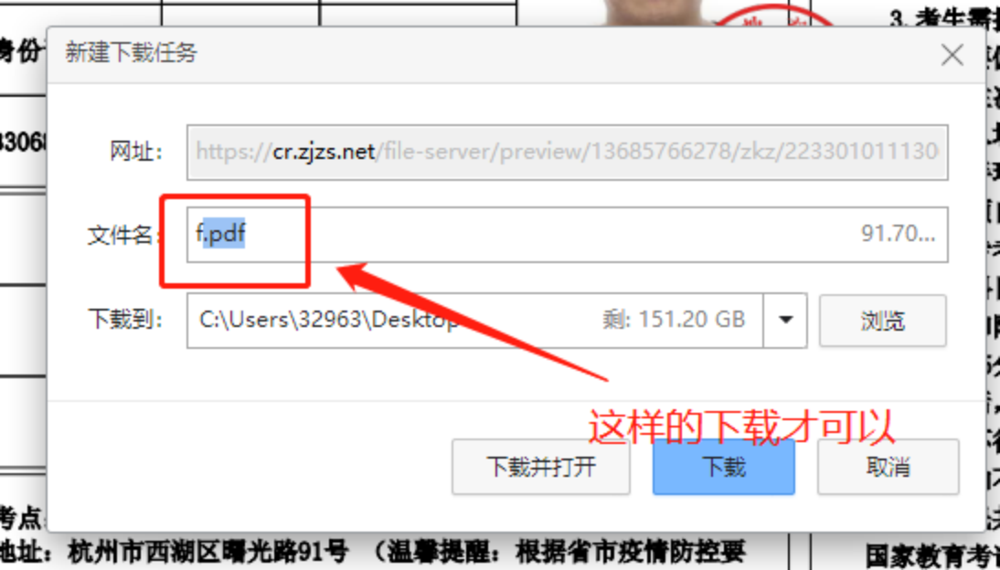 3. 考生需
身份
新建下载任务
3306
网址: https://cr.zjzs.net/file-server/preview/13685766278/zkz/223301011130
文件名: f.pdf 91.70...
下载到: C:\Users\32963\Desktop 剩: 151.20 GB 浏览
这样的下载才可以
下载并打开 下载 取消
考点
地址: 杭州市西湖区曙光路91号 (温馨提醒: 根据省市疫情防控要
国家教育考